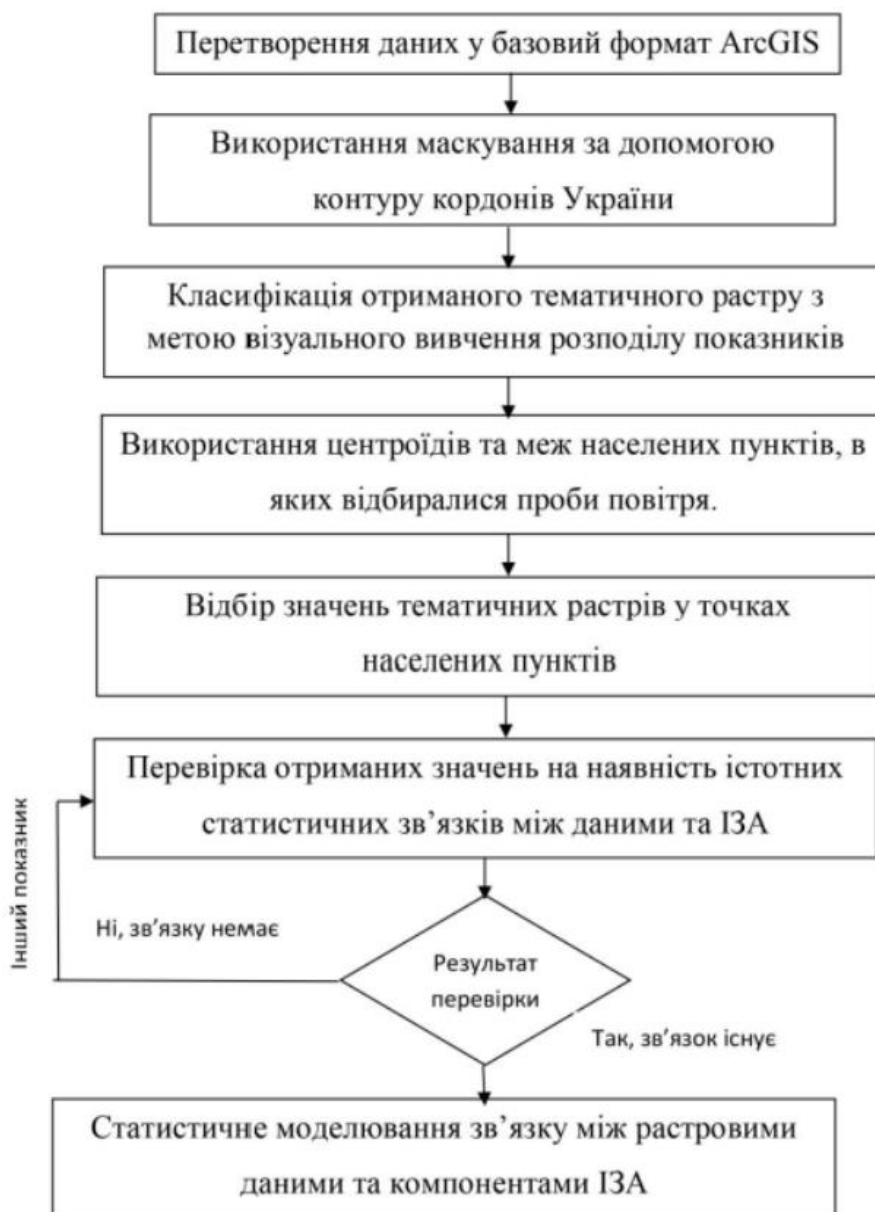 Перетворення даних у базовий формат ArcGIS
Використання маскування за допомогою
контуру кордонів України
Класифікація отриманого тематичного растру з
метою візуального вивчення розподілу показників
Використання центроїдів та меж населених пунктів, в
яких відбиралися проби повітря.
Відбір значень тематичних растрів у точках
населених пунктів
Перевірка отриманих значень на наявність істотних
статистичних зв’язків між даними та ІЗА
Інший показник
Ні, зв’язку немає
Результат
перевірки
Так, зв’язок існує
Статистичне моделювання зв’язку між растровими
даними та компонентами ІЗА